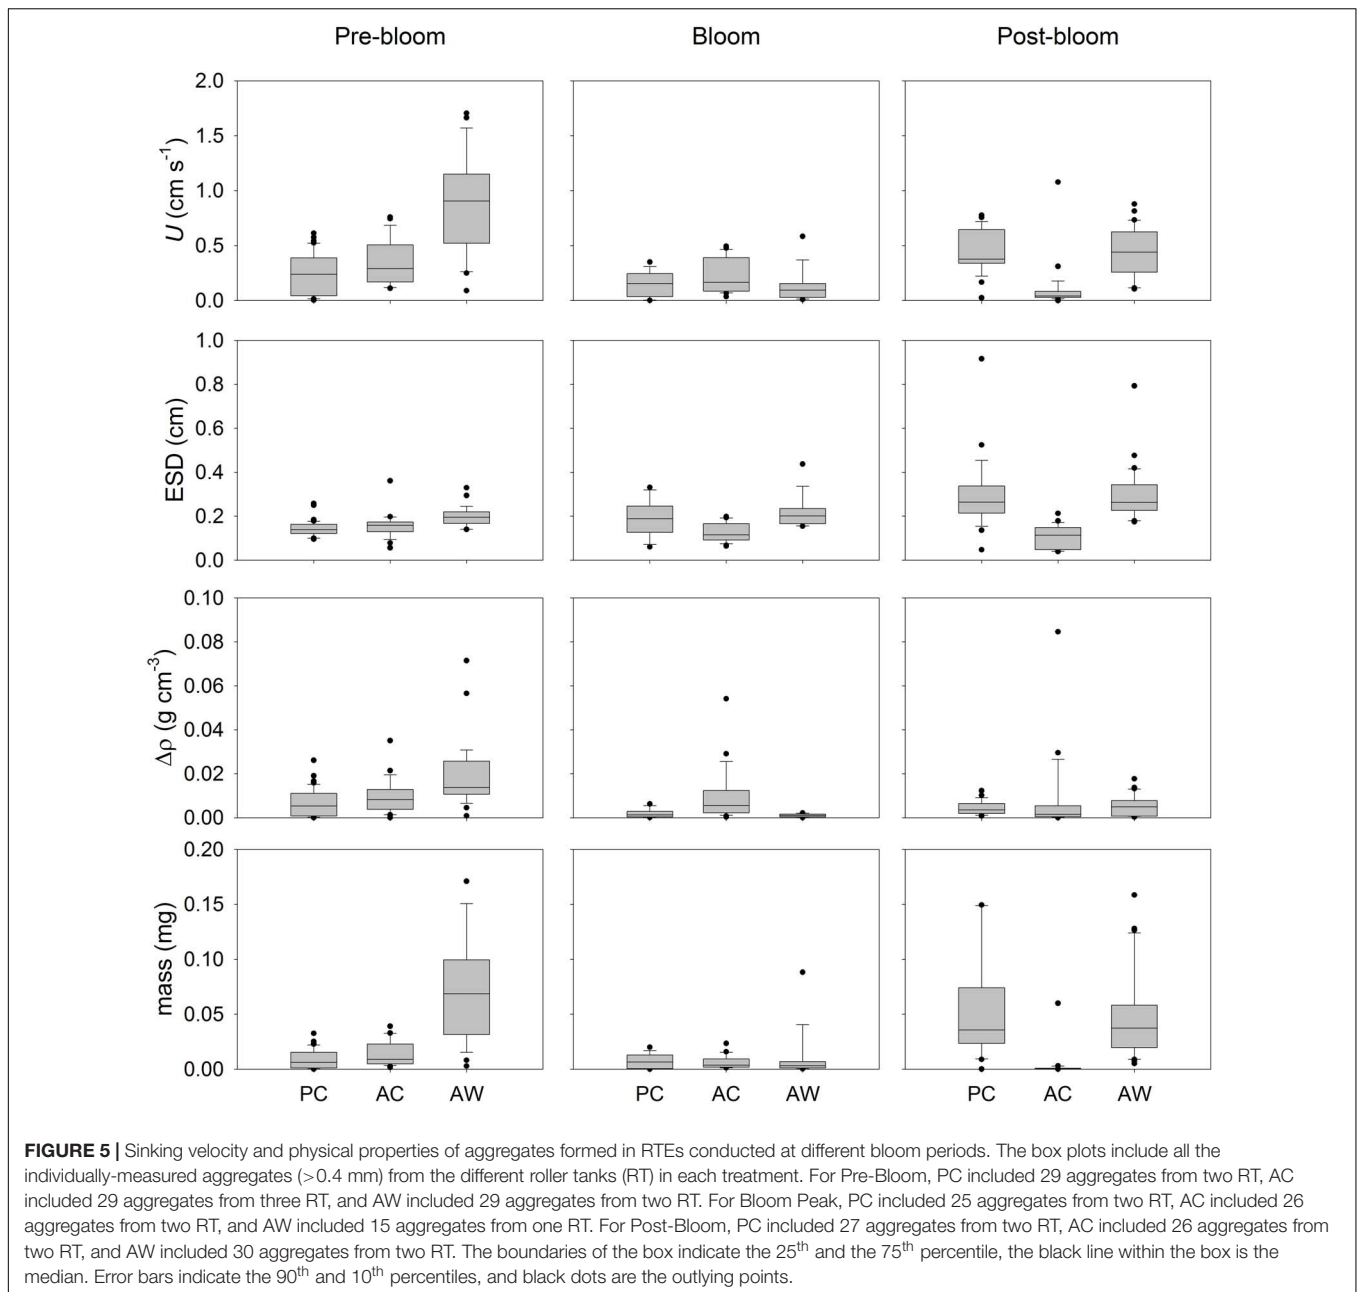 Pre-bloom Bloom Post-bloom
U (cm s⁻¹)
2.0
1.5
1.0
0.5
0.0
ESD (cm)
1.0
0.8
0.6
0.4
0.2
0.0
Δρ (g cm⁻³)
0.10
0.08
0.06
0.04
0.02
0.00
mass (mg)
0.20
0.15
0.10
0.05
0.00
PC AC AW PC AC AW PC AC AW
FIGURE 5 | Sinking velocity and physical properties of aggregates formed in RTEs conducted at different bloom periods. The box plots include all the
individually-measured aggregates (>0.4 mm) from the different roller tanks (RT) in each treatment. For Pre-Bloom, PC included 29 aggregates from two RT, AC
included 29 aggregates from three RT, and AW included 29 aggregates from two RT. For Bloom Peak, PC included 25 aggregates from two RT, AC included 26
aggregates from two RT, and AW included 15 aggregates from one RT. For Post-Bloom, PC included 27 aggregates from two RT, AC included 26 aggregates from
two RT, and AW included 30 aggregates from two RT. The boundaries of the box indicate the 25th and the 75th percentile, the black line within the box is the
median. Error bars indicate the 90th and 10th percentiles, and black dots are the outlying points.